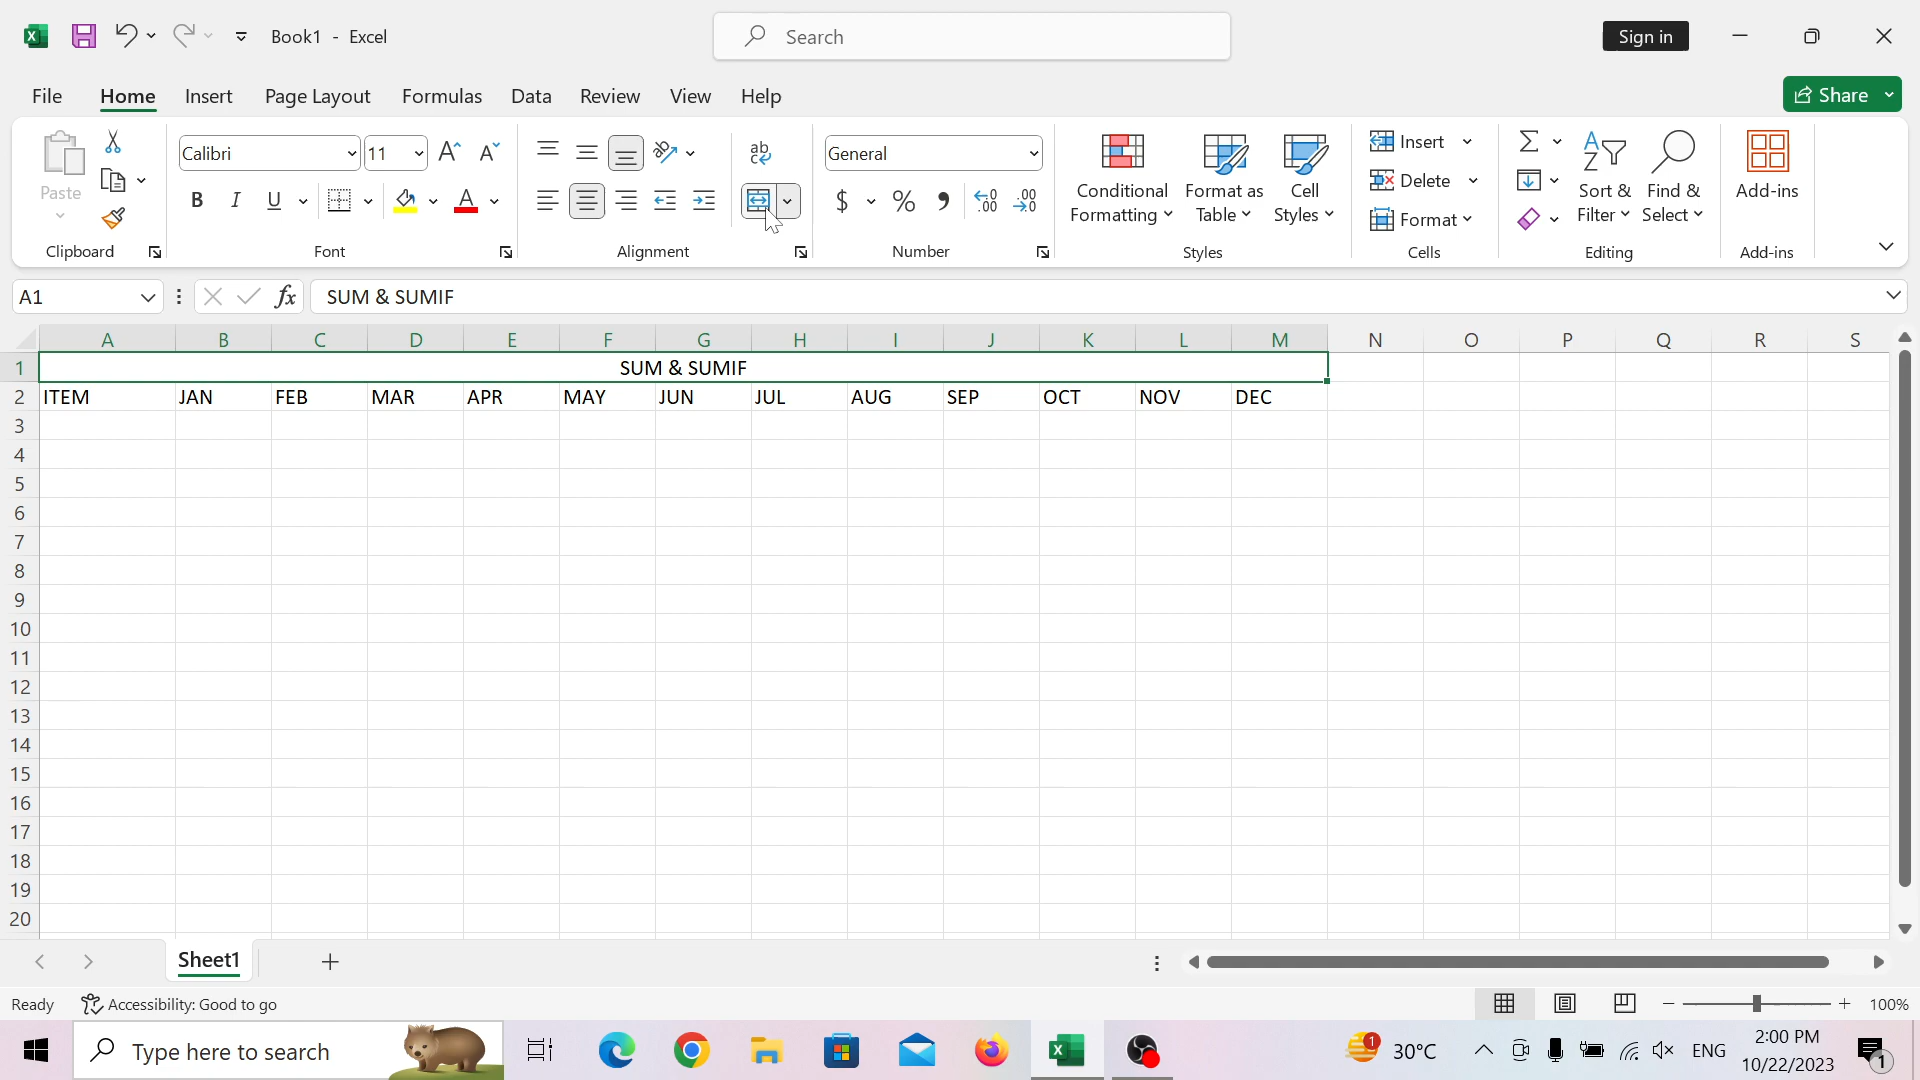 Book1 - Excel
Search
Sign in
File Home Insert Page Layout Formulas Data Review View Help
Share
Paste
Clipboard
Calibri 11
B I U A
Font
ab
Alignment
General
$ % ,
Number
Conditional Formatting
Format as Table
Cell Styles
Styles
Insert
Delete
Format
Cells
Sort & Filter
Find & Select
Editing
Add-ins
Add-ins
A1 fx SUM & SUMIF
A B C D E F G H I J K L M N O P Q R S
1 SUM & SUMIF
2 ITEM JAN FEB MAR APR MAY JUN JUL AUG SEP OCT NOV DEC
3
4
5
6
7
8
9
10
11
12
13
14
15
16
17
18
19
20
Sheet1
Ready Accessibility: Good to go 100%
Type here to search
1 30°C ENG
2:00 PM
10/22/2023
1